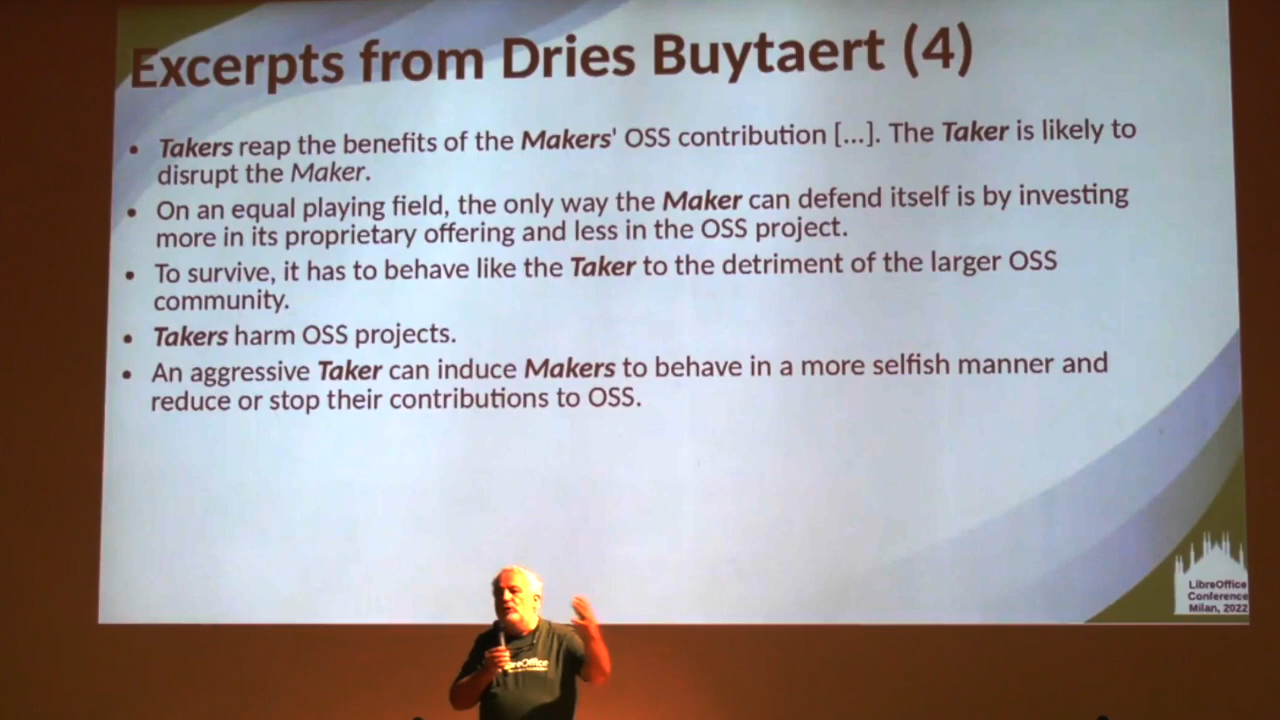 Excerpts from Dries Buytaert (4)
• Takers reap the benefits of the Makers' OSS contribution [...]. The Taker is likely to
disrupt the Maker.
• On an equal playing field, the only way the Maker can defend itself is by investing
more in its proprietary offering and less in the OSS project.
• To survive, it has to behave like the Taker to the detriment of the larger OSS
community.
• Takers harm OSS projects.
• An aggressive Taker can induce Makers to behave in a more selfish manner and
reduce or stop their contributions to OSS.
LibreOffice
Conference
Milan, 2022
breOffice